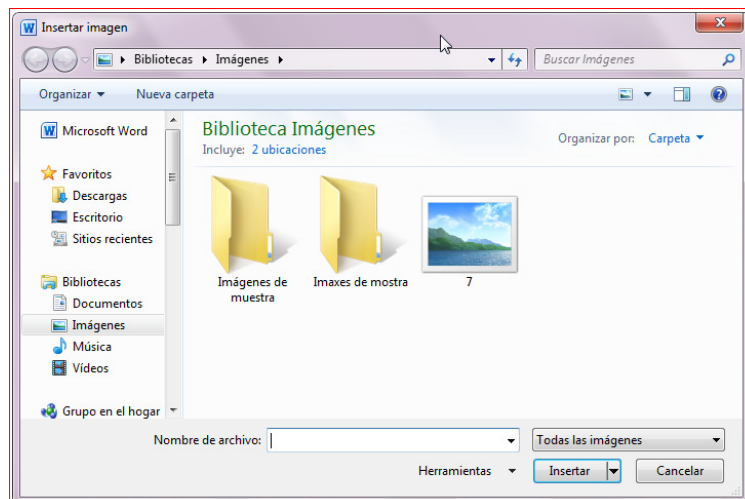 Insertar imagen
Bibliotecas Imágenes
Buscar Imágenes
Organizar Nueva carpeta
Microsoft Word
Favoritos
Descargas
Escritorio
Sitios recientes
Bibliotecas
Documentos
Imágenes
Música
Vídeos
Grupo en el hogar
Biblioteca Imágenes
Incluye: 2 ubicaciones
Organizar por: Carpeta
Imágenes de
muestra
Imaxes de mostra
7
Nombre de archivo:
Todas las imágenes
Herramientas
Insertar
Cancelar